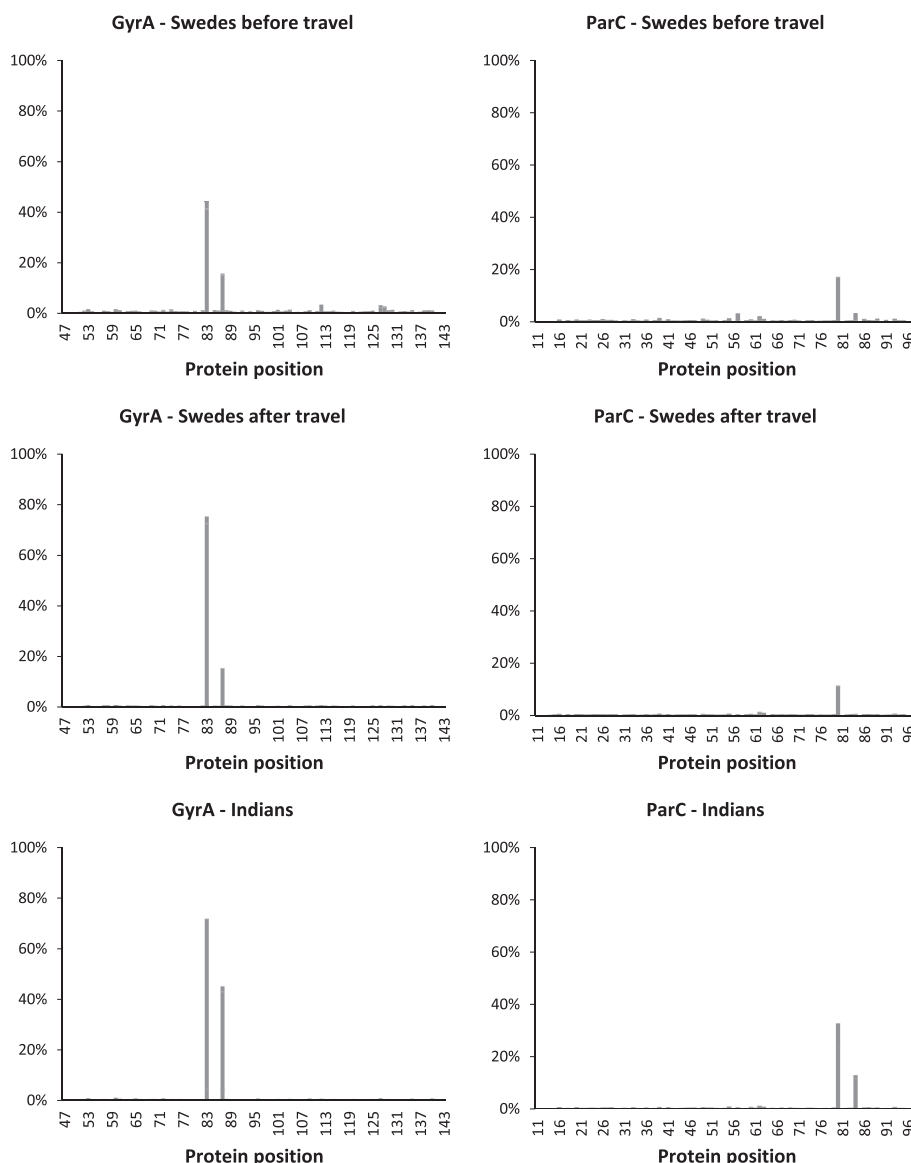 GyrA - Swedes before travel
100%
80%
60%
40%
20%
0%
47 53 59 65 71 77 83 89 95 101 107 113 119 125 131 137 143
Protein position
ParC - Swedes before travel
100%
80%
60%
40%
20%
0%
11 16 21 26 31 36 41 46 51 56 61 66 71 76 81 86 91 96
Protein position
GyrA - Swedes after travel
100%
80%
60%
40%
20%
0%
47 53 59 65 71 77 83 89 95 101 107 113 119 125 131 137 143
Protein position
ParC - Swedes after travel
100%
80%
60%
40%
20%
0%
11 16 21 26 31 36 41 46 51 56 61 66 71 76 81 86 91 96
Protein position
GyrA - Indians
100%
80%
60%
40%
20%
0%
47 53 59 65 71 77 83 89 95 101 107 113 119 125 131 137 143
Protein position
ParC - Indians
100%
80%
60%
40%
20%
0%
11 16 21 26 31 36 41 46 51 56 61 66 71 76 81 86 91 96
Protein position